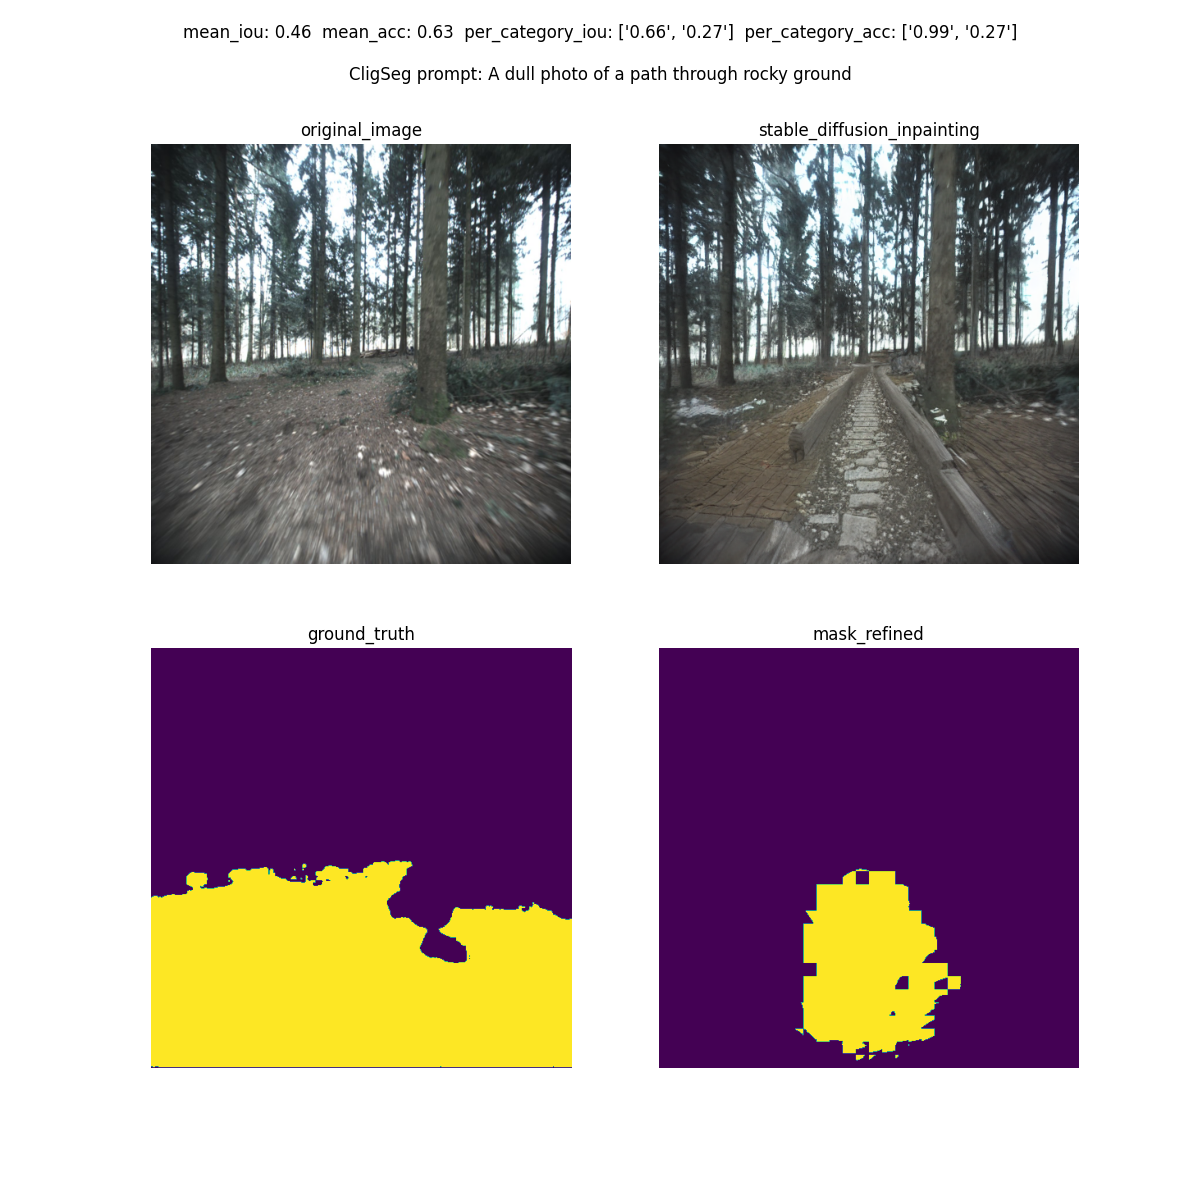 mean_iou: 0.46  mean_acc: 0.63  per_category_iou: ['0.66', '0.27']  per_category_acc: ['0.99', '0.27']
CligSeg prompt: A dull photo of a path through rocky ground
original_image
stable_diffusion_inpainting
ground_truth
mask_refined